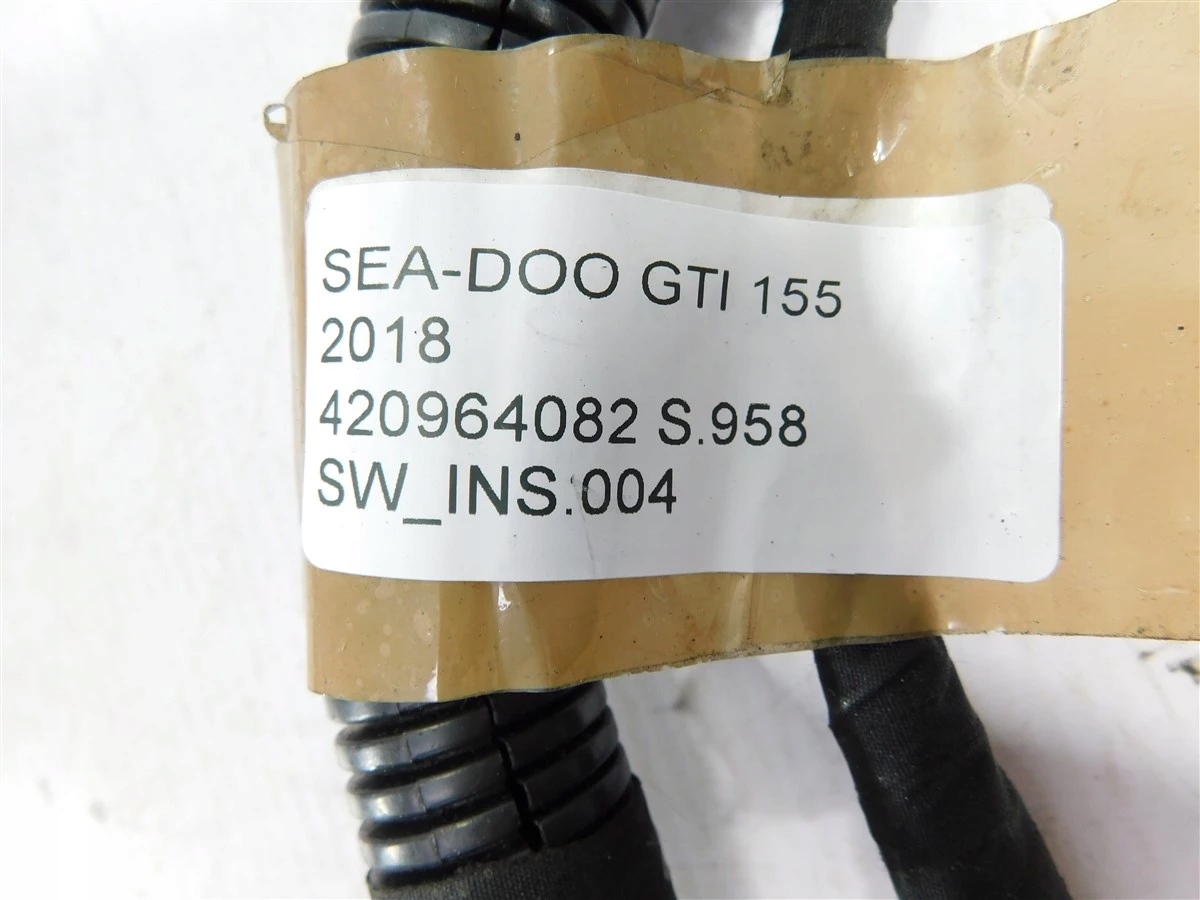 SEA-DOO GTI 155
2018
420964082 S.958
SW_INS.004